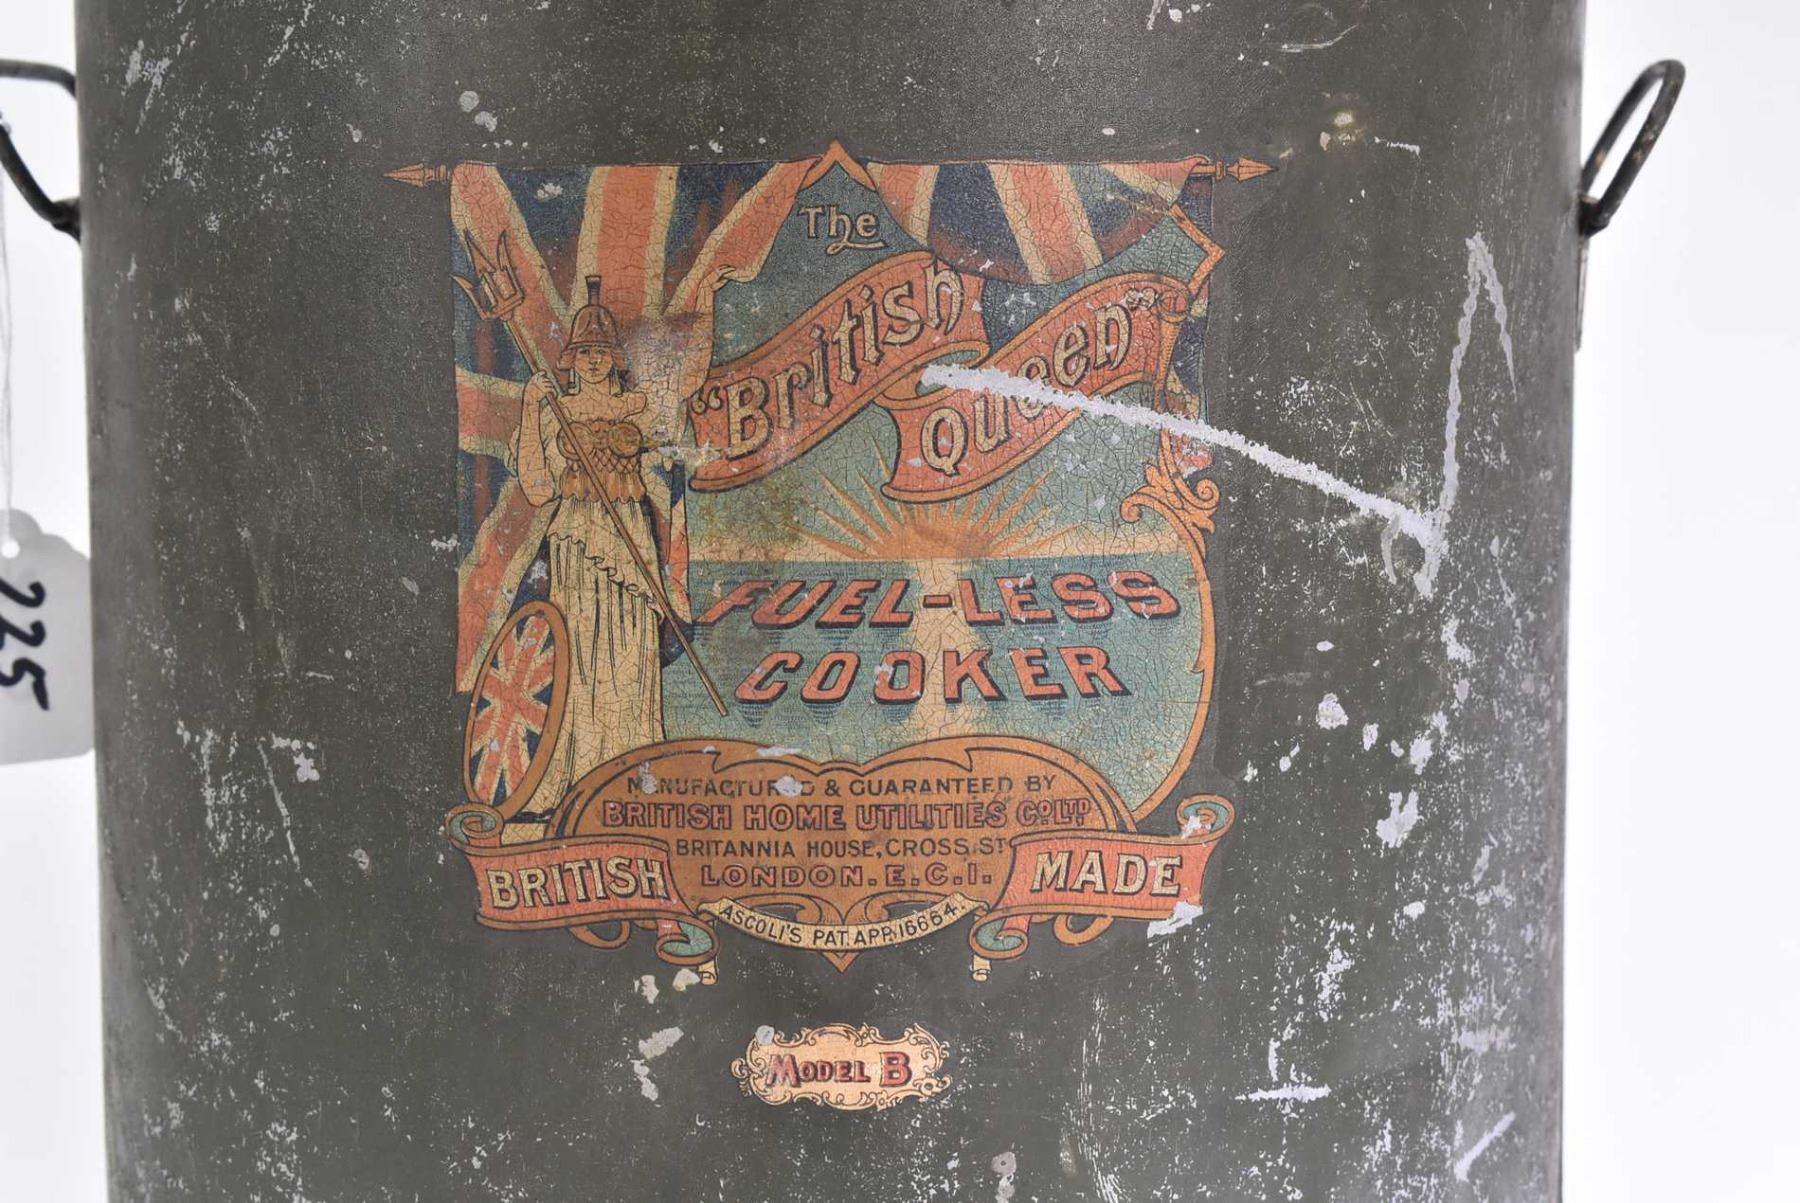 The
"British
Queen"
FUEL-LESS
COOKER
MANUFACTURED & GUARANTEED BY
BRITISH HOME UTILITIES CO LTD
BRITANNIA HOUSE, CROSS ST
LONDON. E.C.1.
BRITISH MADE
ASCOLI'S PAT. APP. 16664.
MODEL B
225